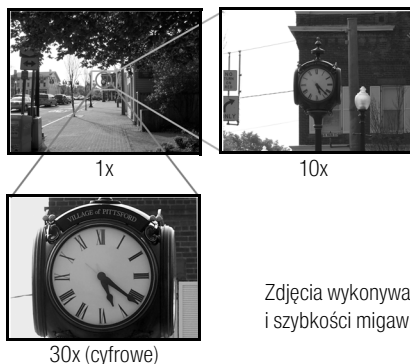 1x
10x
VILLAGE of PITTSFORD
30x (cyfrowe)
Zdjęcia wykonywa
i szybkości migaw